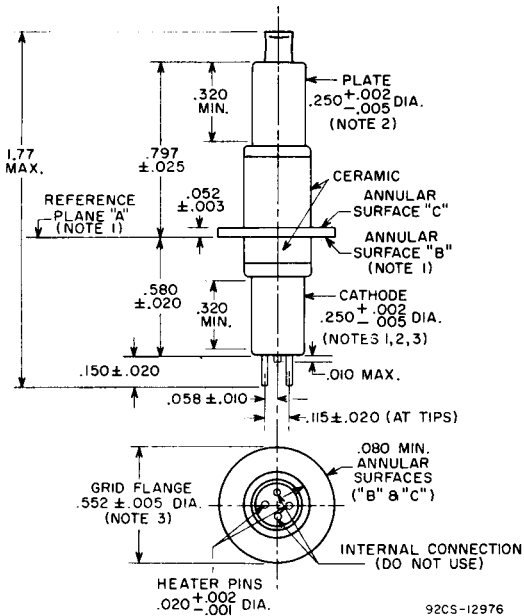 PLATE
.250 +.002 -.005 DIA.
(NOTE 2)
.320
MIN.
1.77
MAX.
.797
±.025
CERAMIC
REFERENCE
PLANE "A"
(NOTE 1)
.052
±.003
ANNULAR
SURFACE "C"
ANNULAR
SURFACE "B"
(NOTE 1)
.580
±.020
.320
MIN.
CATHODE
.250 +.002 -.005 DIA.
(NOTES 1,2,3)
.150±.020
.010 MAX.
.058 ±.010
.115±.020 (AT TIPS)
GRID FLANGE
.552 ±.005 DIA.
(NOTE 3)
.080 MIN.
ANNULAR
SURFACES
("B" & "C")
INTERNAL CONNECTION
(DO NOT USE)
HEATER PINS
.020 +.002 -.001 DIA.
92CS-12976